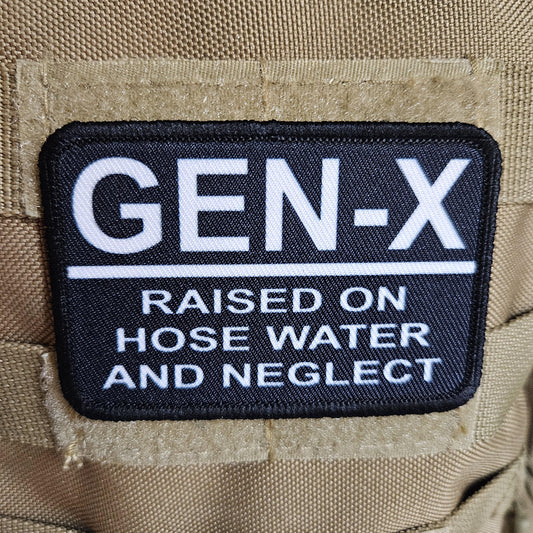 GEN-X
RAISED ON
HOSE WATER
AND NEGLECT